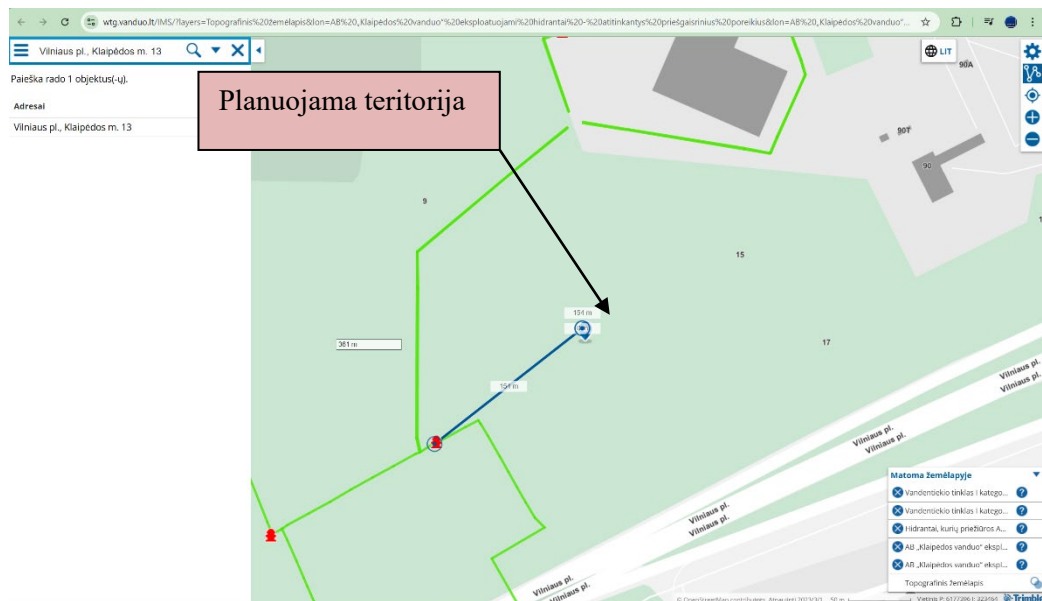 wtg.vanduo.lt/IMS/?layers=Topografinis%20žemėlapis&lon=AB%20,Klaipėdos%20vanduo"%20eksploatuojami%20hidrantai%20-%20atitinkantys%20priešgaisrinius%20poreikius&lon=AB%20,Klaipėdos%20vanduo"...
Vilniaus pl., Klaipėdos m. 13
LIT
Paieška rado 1 objektus(-ų).
Adresai
Vilniaus pl., Klaipėdos m. 13
Planuojama teritorija
90A
90T
90
9
15
17
154 m
361 m
154 m
Vilniaus pl.
Vilniaus pl.
Vilniaus pl.
Vilniaus pl.
Vilniaus pl.
Vilniaus pl.
Vilniaus pl.
Vilniaus pl.
Matoma žemėlapyje
Vandentiekio tinklas I katego...
Vandentiekio tinklas I katego...
Hidrantai, kurių priežiūros A...
AB „Klaipėdos vanduo" ekspl...
AB „Klaipėdos vanduo" ekspl...
Topografinis žemėlapis
50 m
Trimble